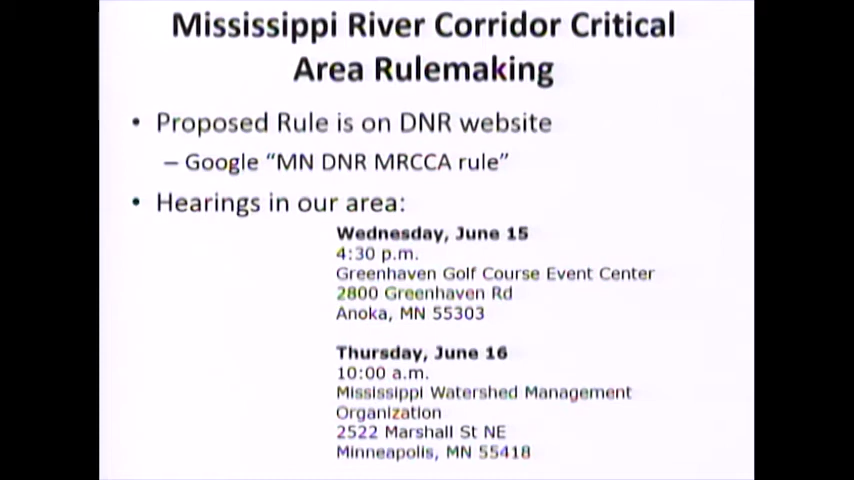 Mississippi River Corridor Critical
Area Rulemaking
• Proposed Rule is on DNR website
– Google “MN DNR MRCCA rule”
• Hearings in our area:
Wednesday, June 15
4:30 p.m.
Greenhaven Golf Course Event Center
2800 Greenhaven Rd
Anoka, MN 55303
Thursday, June 16
10:00 a.m.
Mississippi Watershed Management
Organization
2522 Marshall St NE
Minneapolis, MN 55418